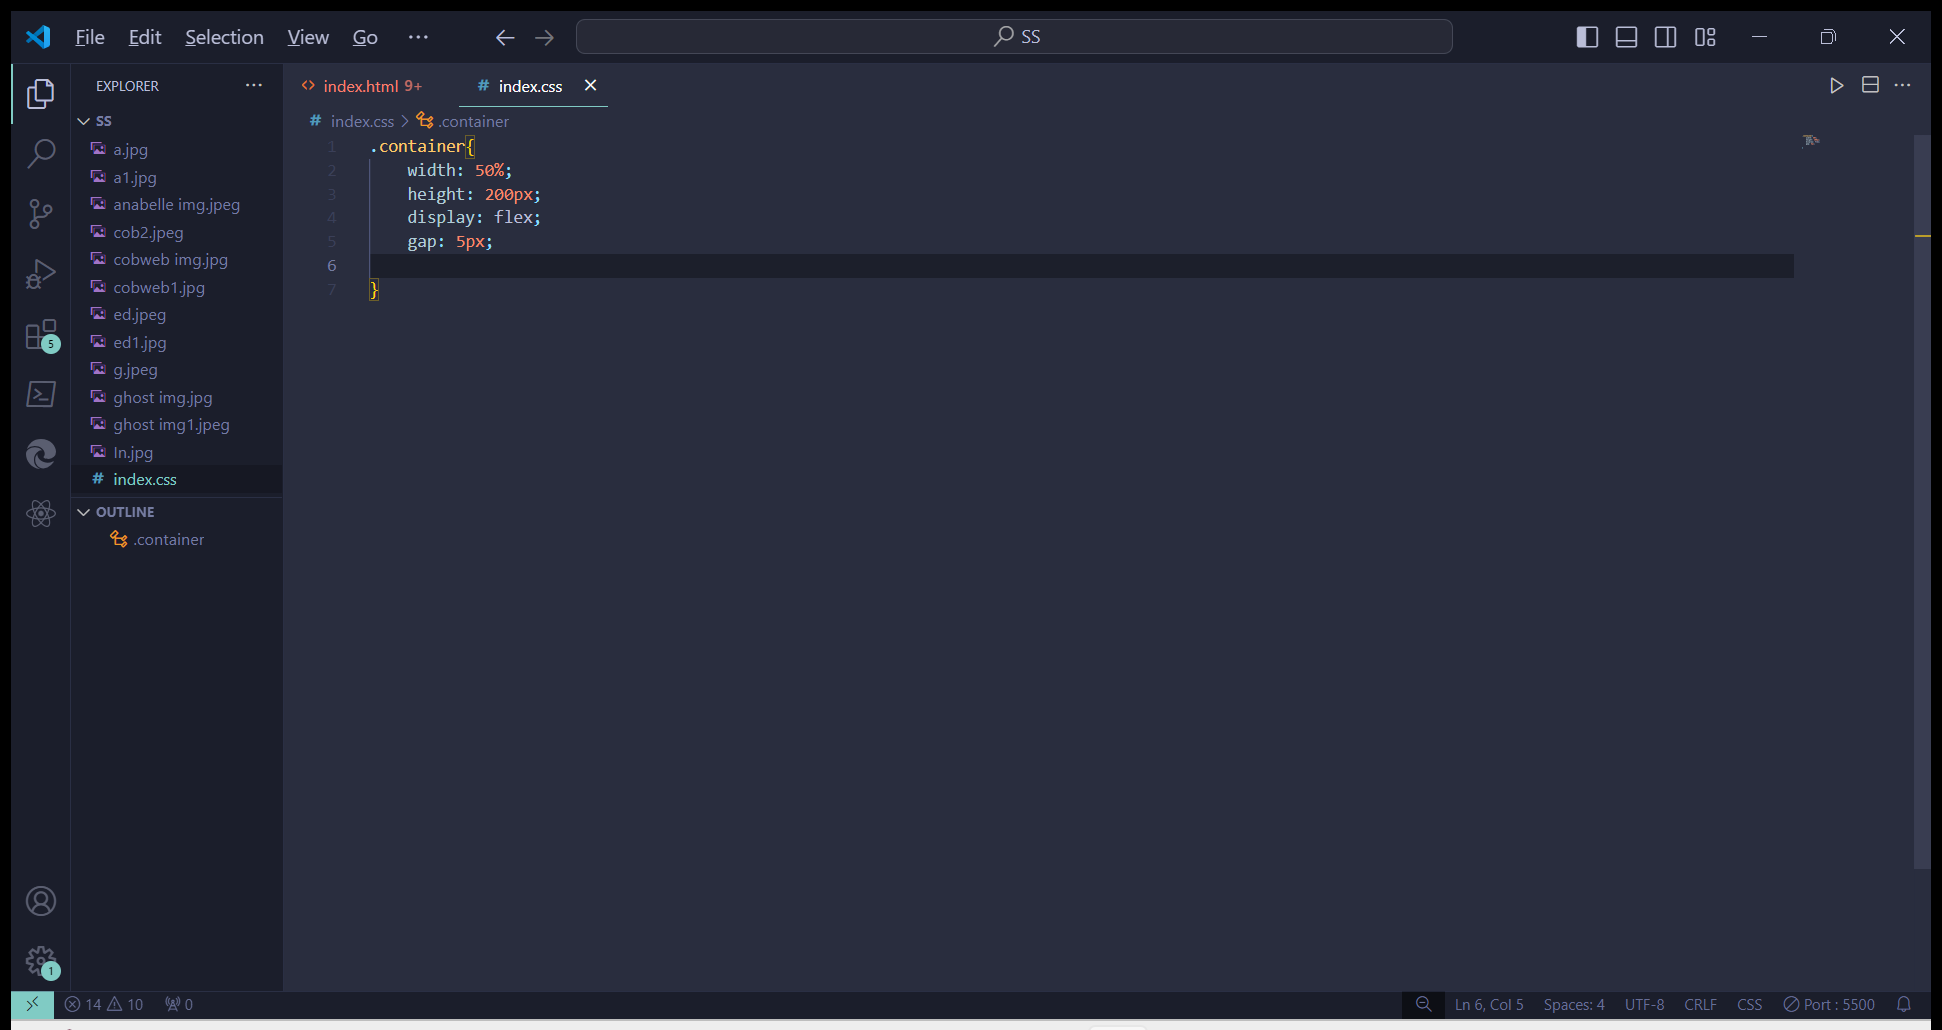 File Edit Selection View Go ···
SS
EXPLORER
SS
a.jpg
a1.jpg
anabelle img.jpeg
cob2.jpeg
cobweb img.jpg
cobweb1.jpg
ed.jpeg
ed1.jpg
g.jpeg
ghost img.jpg
ghost img1.jpeg
In.jpg
# index.css
OUTLINE
.container
5
1
<> index.html 9+
# index.css
# index.css > .container
1 .container{
2 width: 50%;
3 height: 200px;
4 display: flex;
5 gap: 5px;
6
7 }
14 10 0
Ln 6, Col 5 Spaces: 4 UTF-8 CRLF CSS Port : 5500